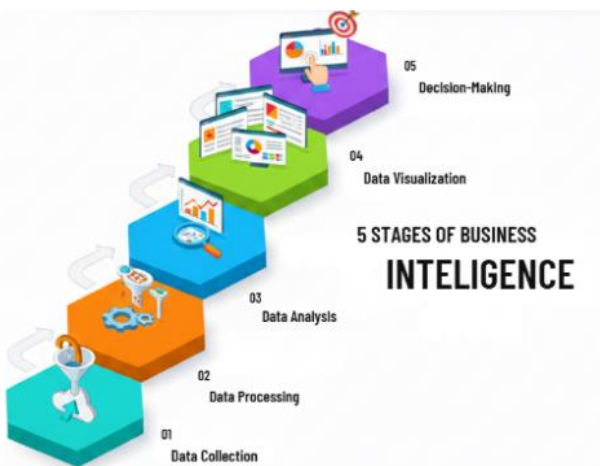 05
Decision-Making
04
Data Visualization
5 STAGES OF BUSINESS
INTELIGENCE
03
Data Analysis
02
Data Processing
01
Data Collection